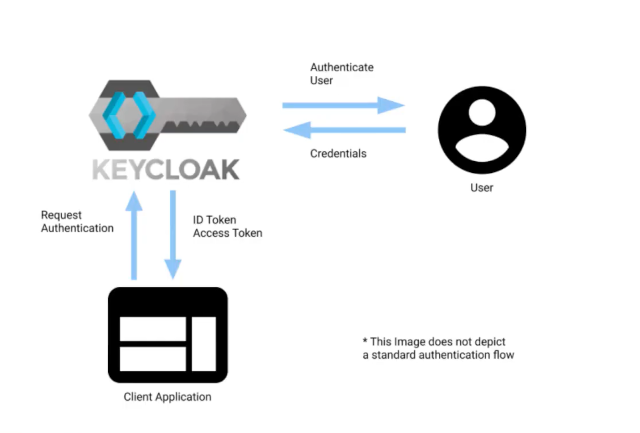 Authenticate
User
KEYCLOAK
Credentials
User
Request
Authentication
ID Token
Access Token
* This Image does not depict
a standard authentication flow
Client Application